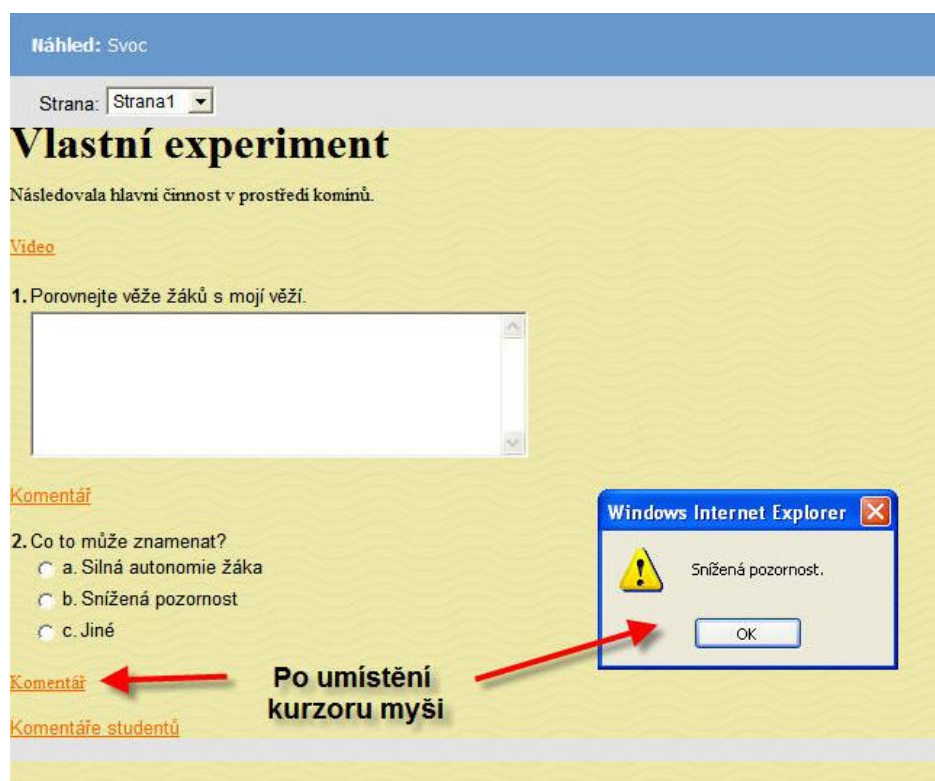 Náhled: Svoc
Strana: Strana1
Vlastní experiment
Následovala hlavní činnost v prostředí komínů.
Video
1. Porovnejte věže žáků s mojí věží.
Komentář
2. Co to může znamenat?
a. Silná autonomie žáka
b. Snížená pozornost
c. Jiné
Komentář
Komentáře studentů
Po umístění
kurzoru myši
Windows Internet Explorer
Snížená pozornost.
OK